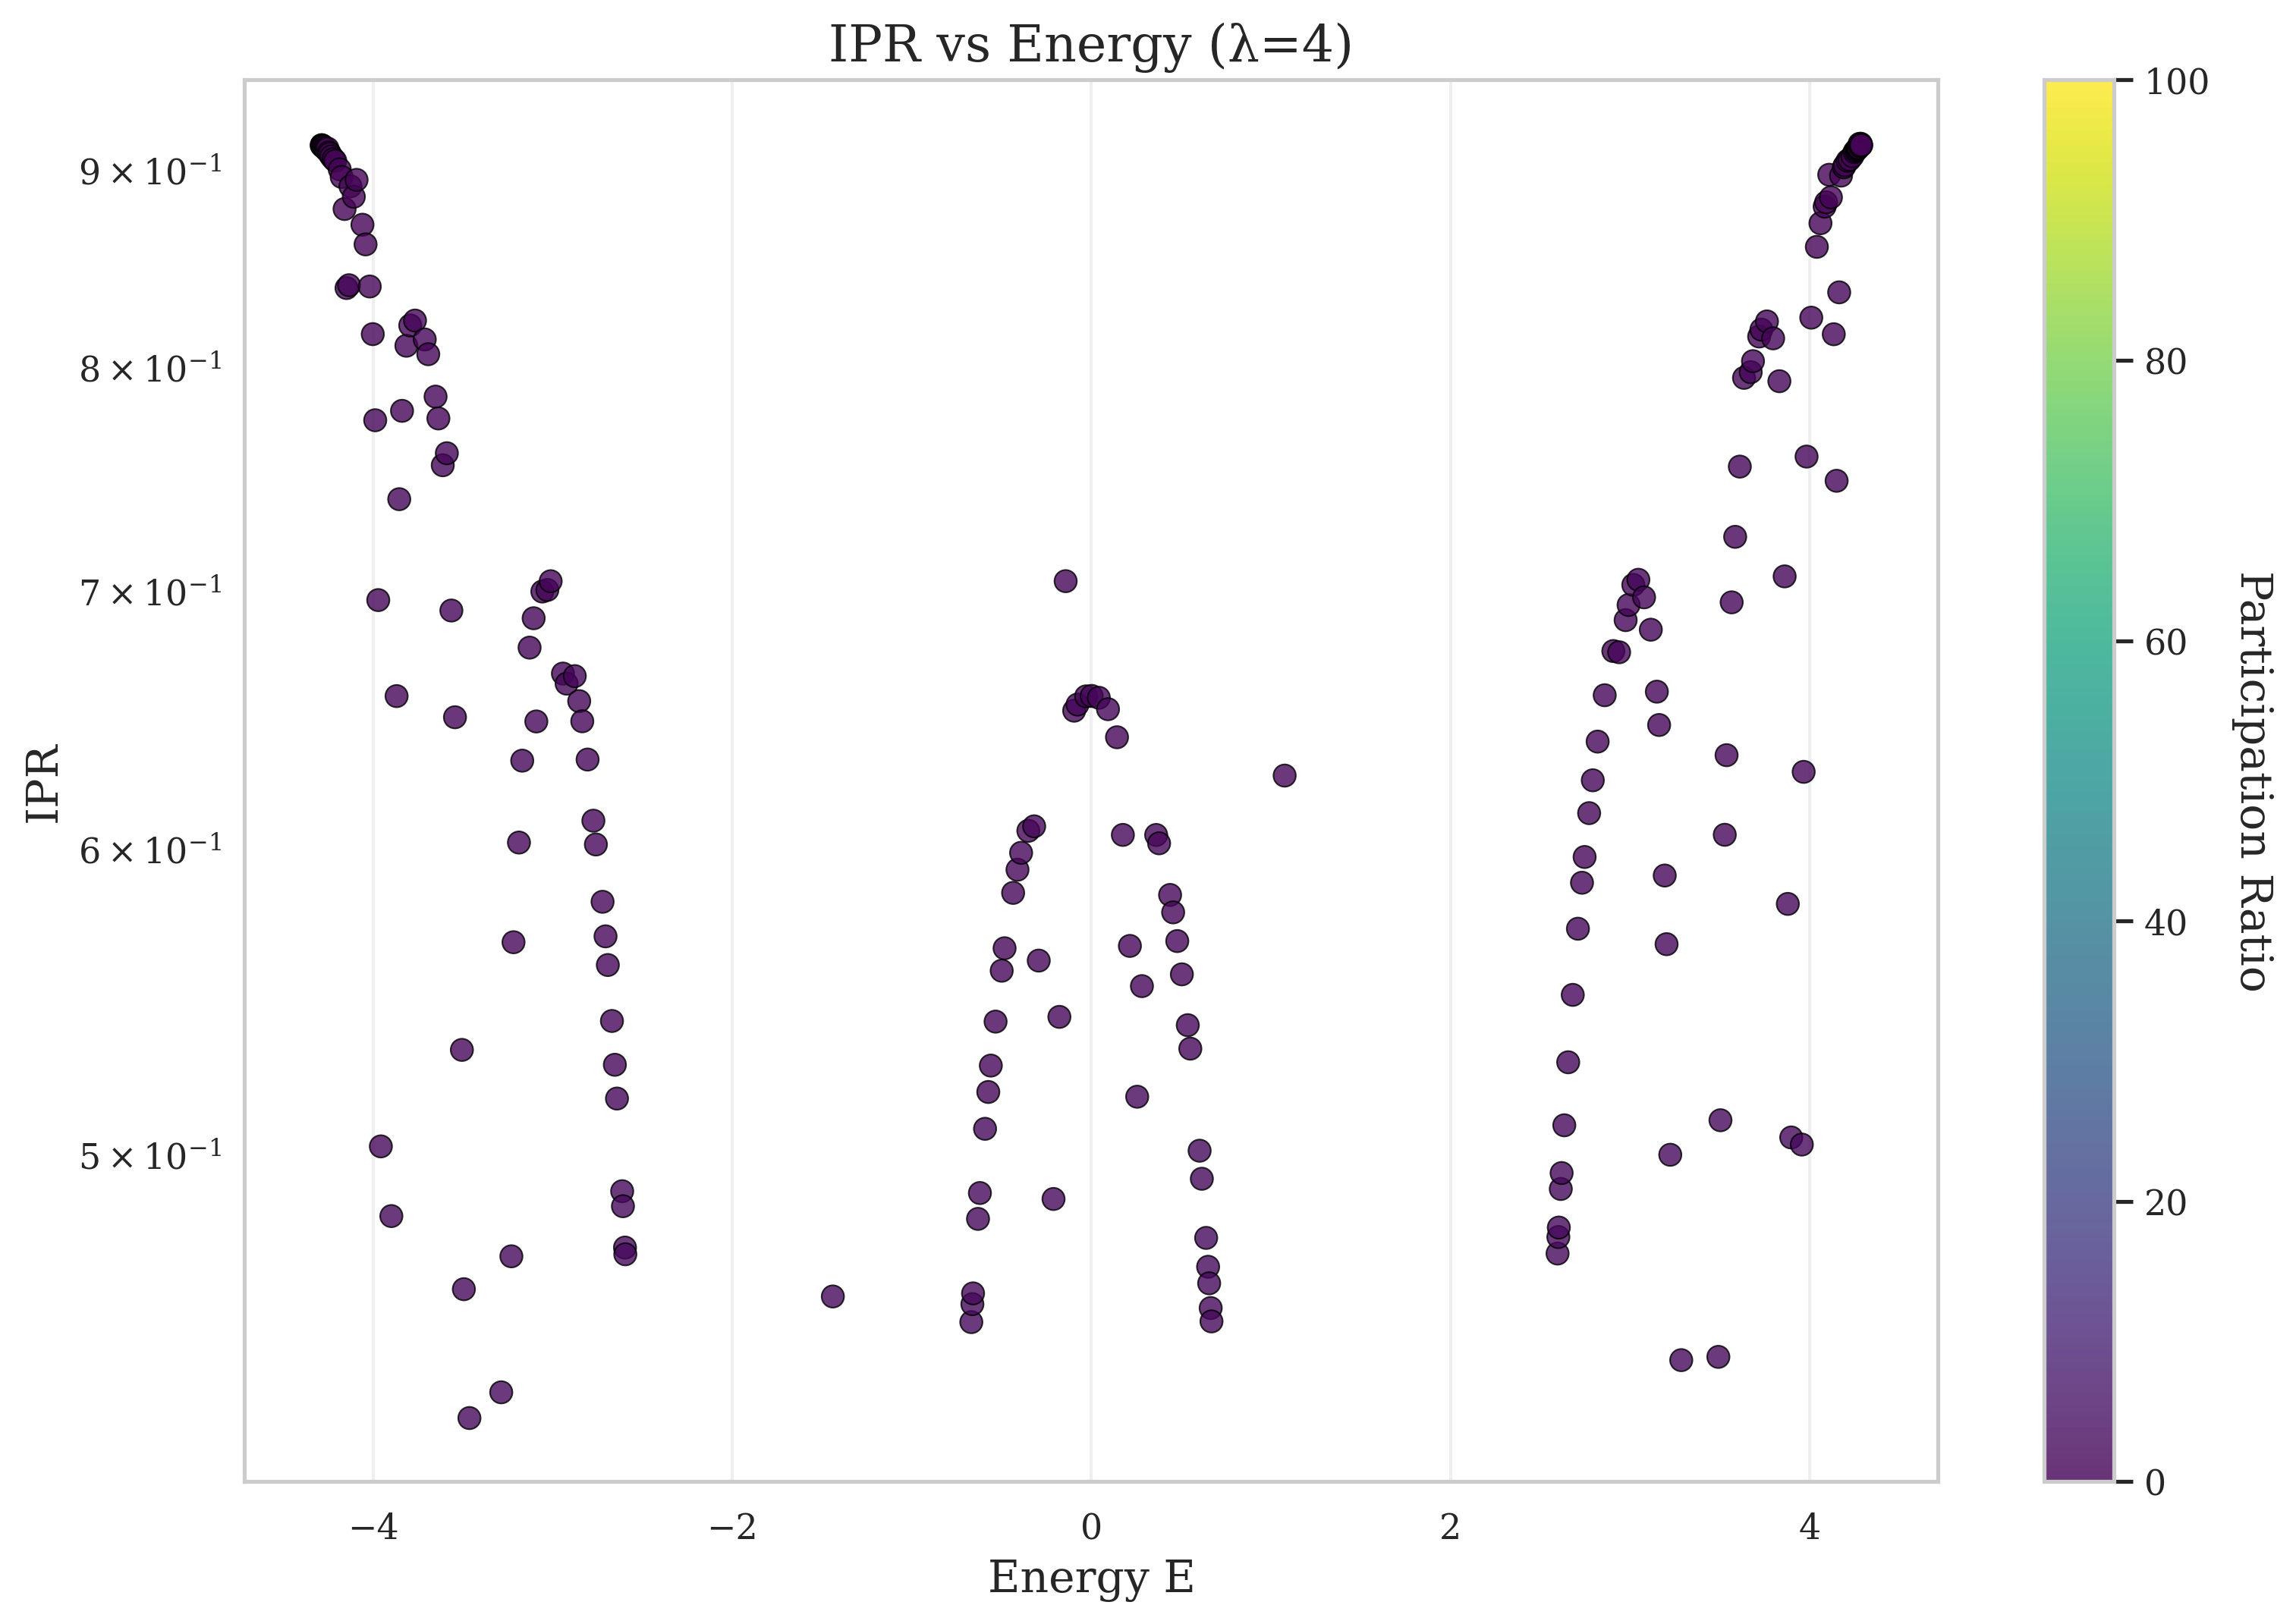 IPR vs Energy (λ=4)
9 × 10⁻¹
8 × 10⁻¹
7 × 10⁻¹
6 × 10⁻¹
5 × 10⁻¹
IPR
−4
−2
0
2
4
Energy E
100
80
60
40
20
0
Participation Ratio